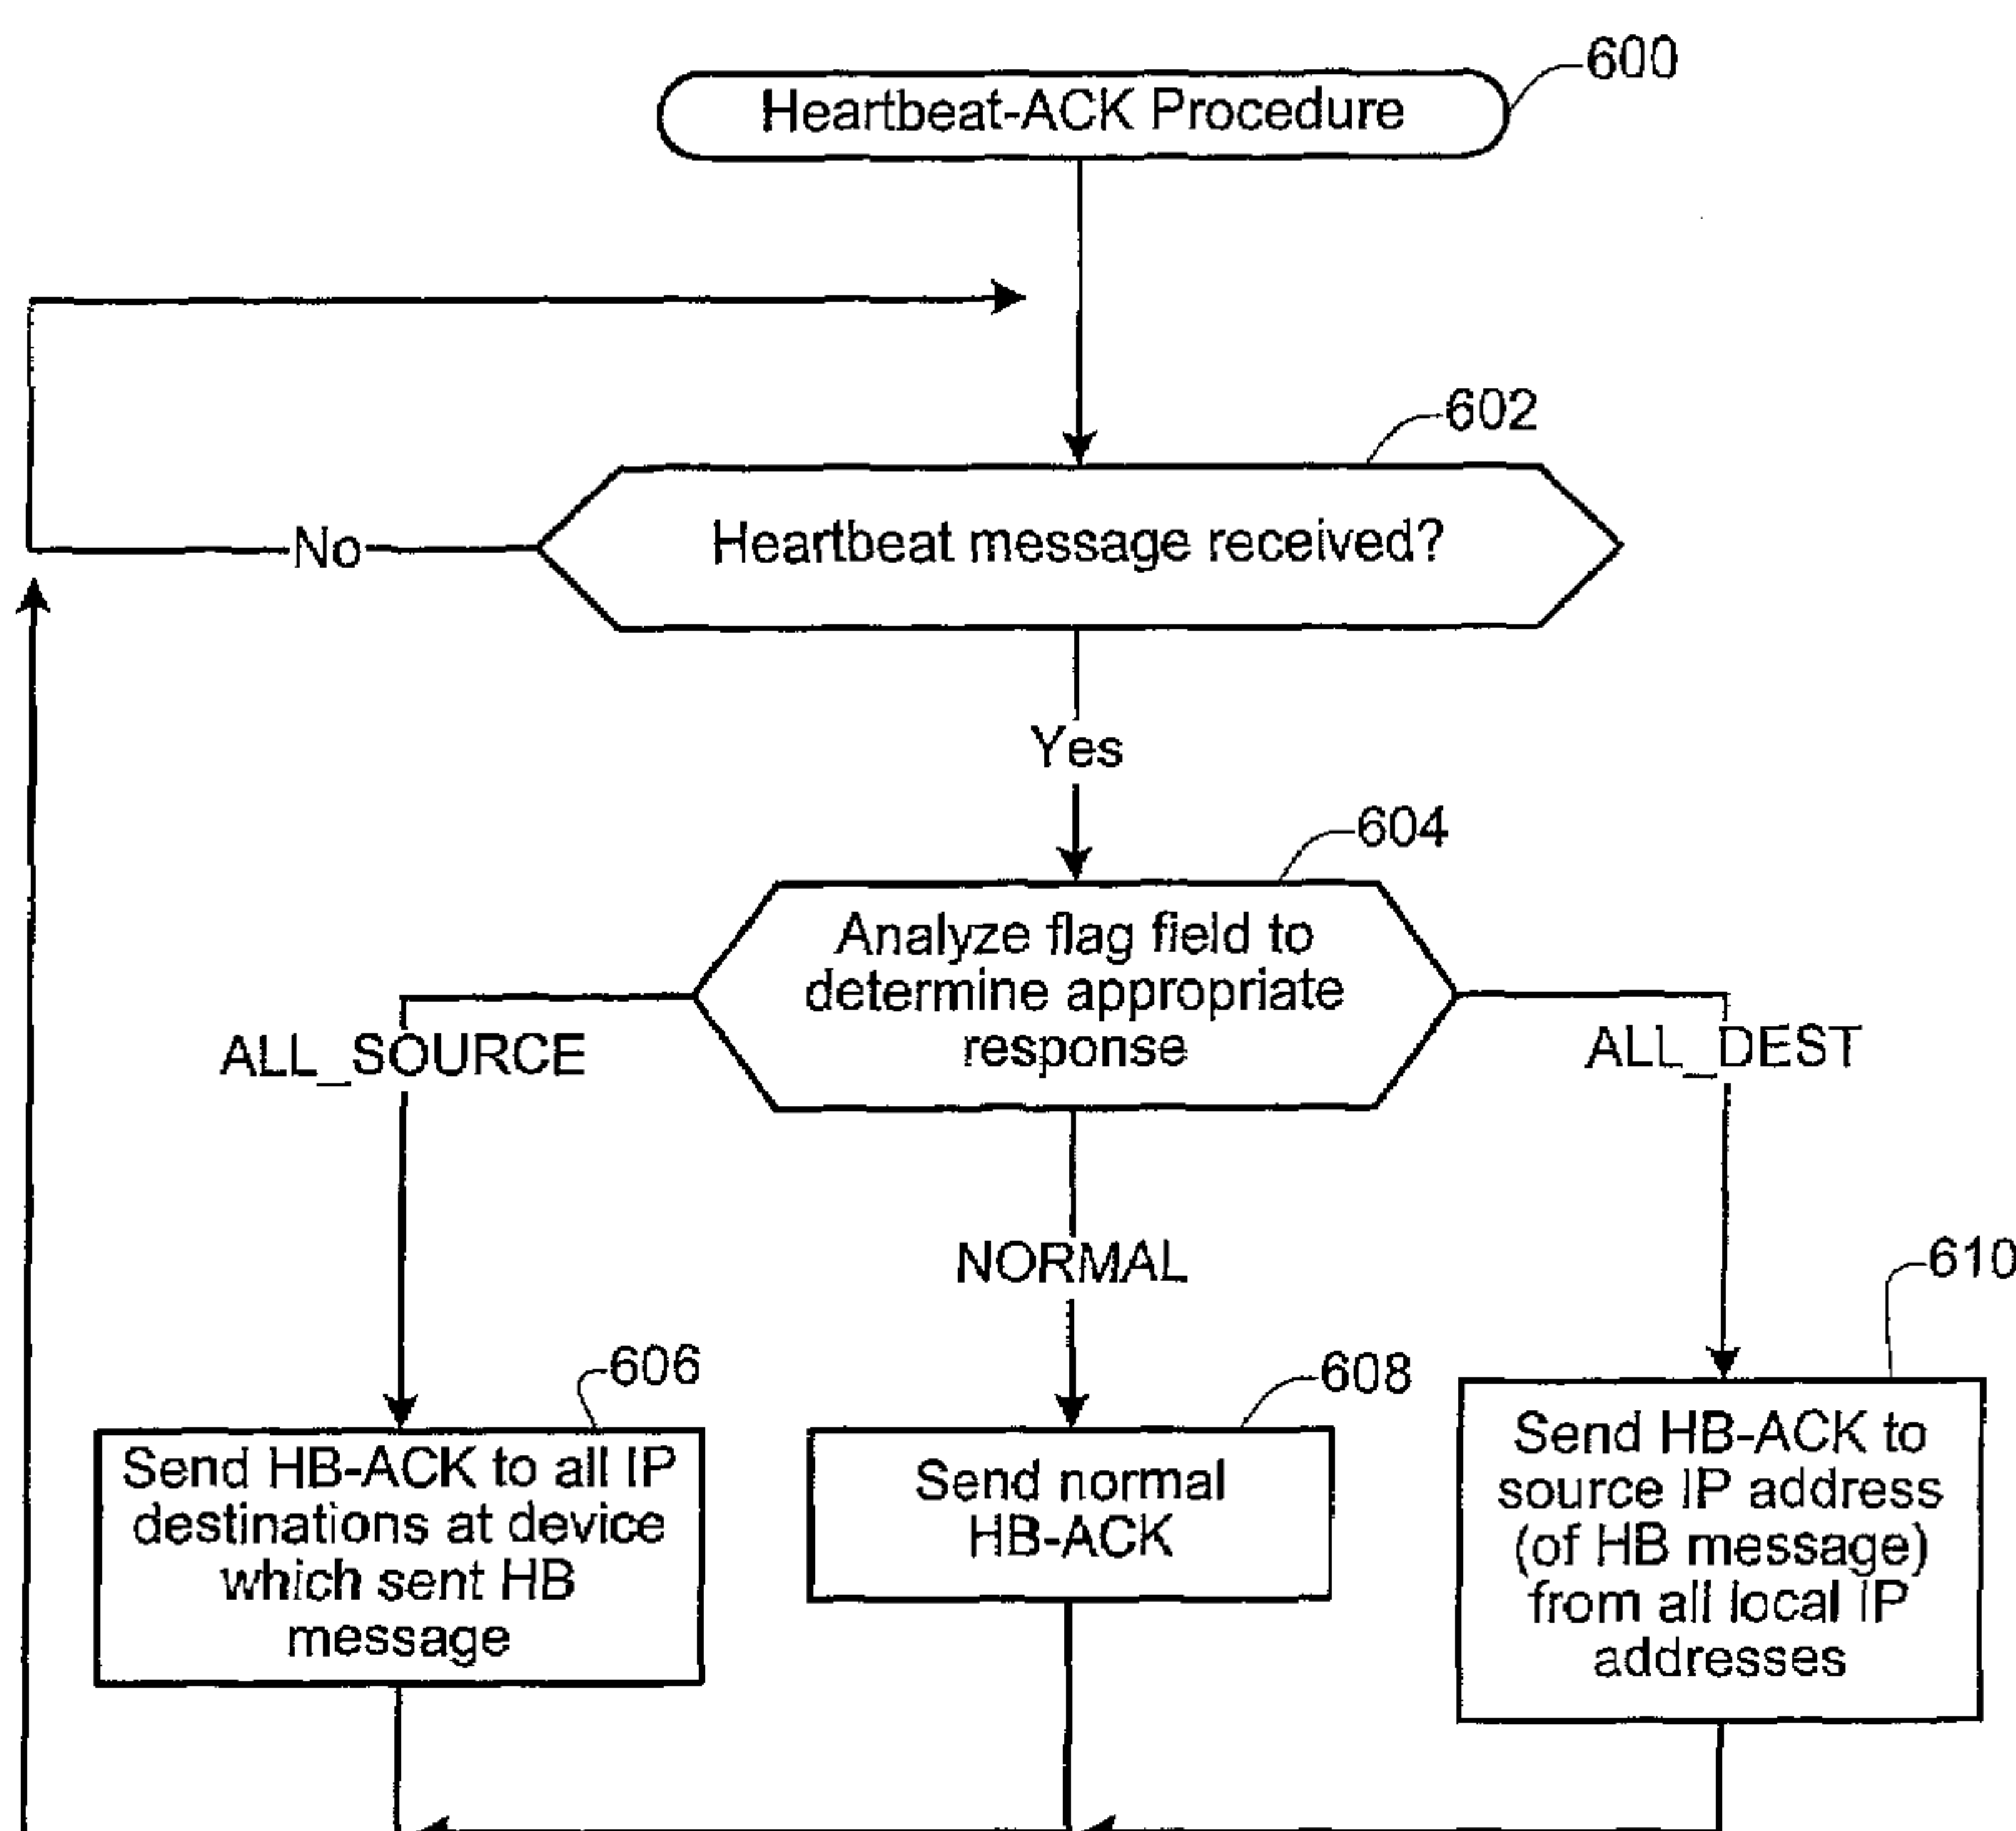 600
Heartbeat-ACK Procedure
602
Heartbeat message received?
No
Yes
604
Analyze flag field to
determine appropriate
response
ALL_SOURCE
ALL_DEST
NORMAL
606
608
610
Send HB-ACK to all IP
destinations at device
which sent HB
message
Send normal
HB-ACK
Send HB-ACK to
source IP address
(of HB message)
from all local IP
addresses